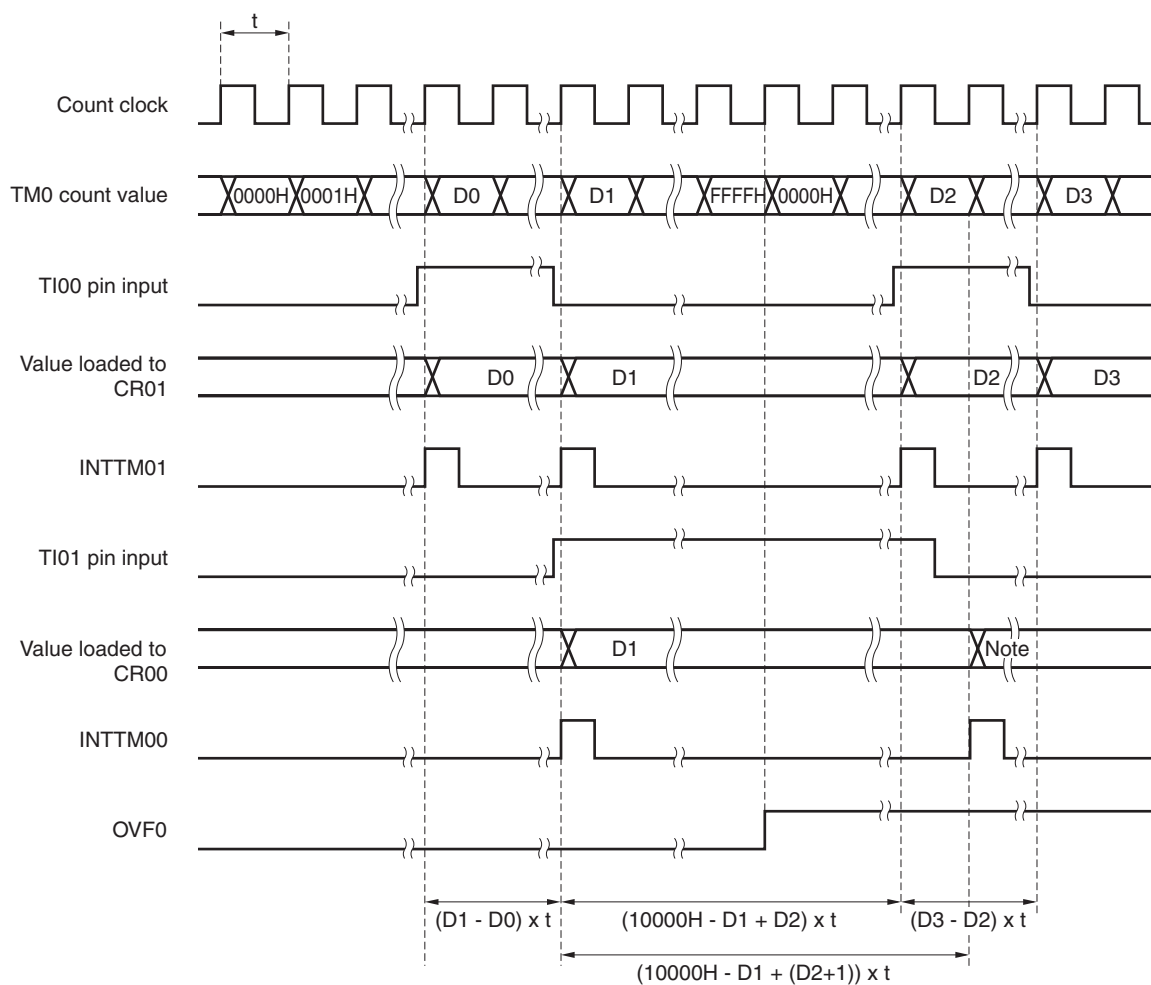 t
Count clock
TM0 count value
0000H 0001H D0 D1 FFFFH 0000H D2 D3
TI00 pin input
Value loaded to
CR01
D0 D1 D2 D3
INTTM01
TI01 pin input
Value loaded to
CR00
D1 Note
INTTM00
OVF0
(D1 - D0) x t (10000H - D1 + D2) x t (D3 - D2) x t
(10000H - D1 + (D2+1)) x t